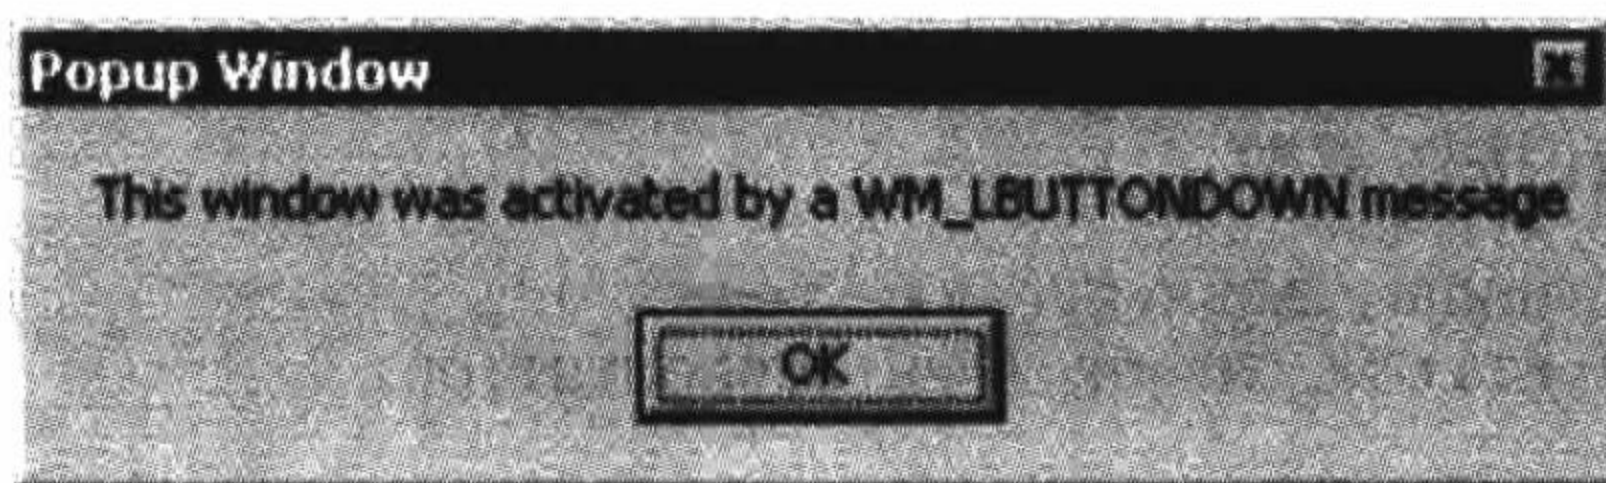 Popup Window
This window was activated by a WM_LBUTTONDOWN message
OK